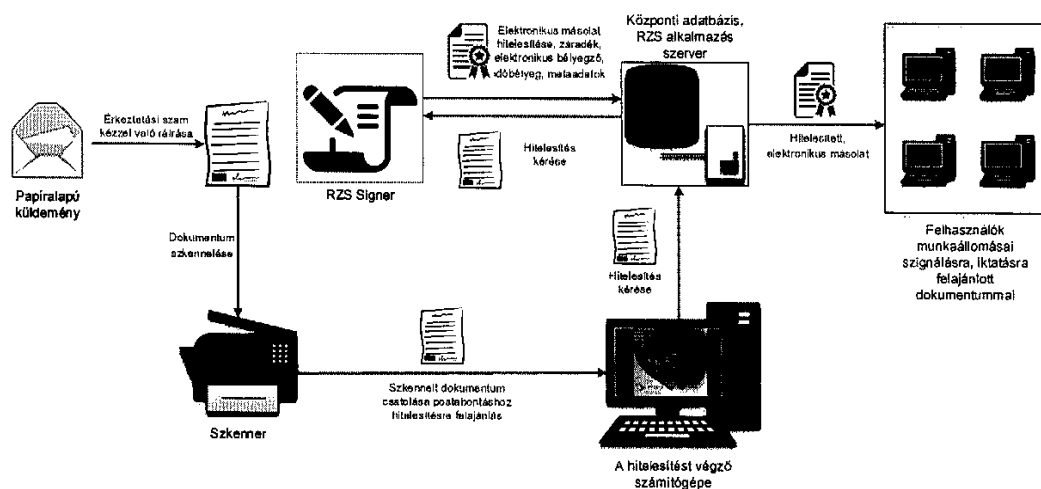 Elektronikus másolat
hitelesítése, záradék,
elektronikus bélyegző,
időbélyeg, metaadatok
Központi adatbázis,
RZS alkalmazás
szerver
Érkeztetési szám
kézzel való ráírása
Papíralapú
küldemény
RZS Signer
Hitelesítés
kérése
Hitelesített,
elektronikus másolat
Felhasználók
munkaállomásai
szignálásra, iktatásra
felajánlott
dokumentummal
Dokumentum
szkennelése
Hitelesítés
kérése
Szkennelt dokumentum
csatolása postabontáshoz
hitelesítésre felajánlás
Szkenner
A hitelesítést végző
számítógépe